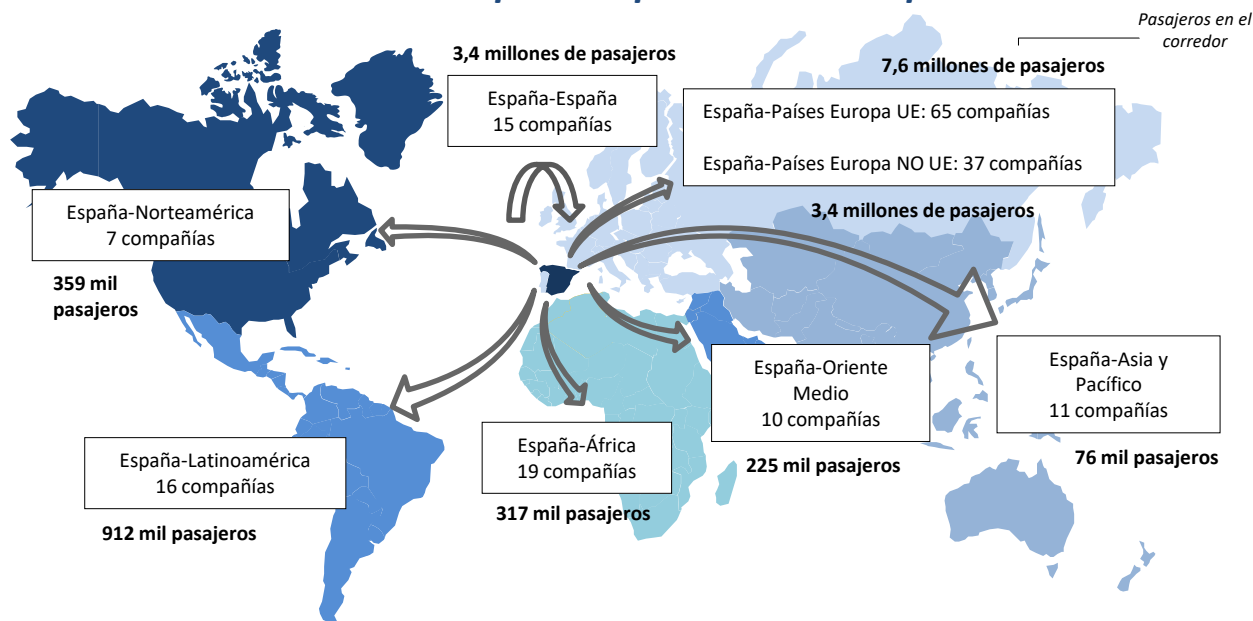 Pasajeros en el
corredor
3,4 millones de pasajeros
España-España
15 compañías
7,6 millones de pasajeros
España-Países Europa UE: 65 compañías
España-Países Europa NO UE: 37 compañías
3,4 millones de pasajeros
España-Norteamérica
7 compañías
359 mil
pasajeros
España-Oriente
Medio
10 compañías
225 mil pasajeros
España-Asia y
Pacífico
11 compañías
76 mil pasajeros
España-Latinoamérica
16 compañías
912 mil pasajeros
España-África
19 compañías
317 mil pasajeros